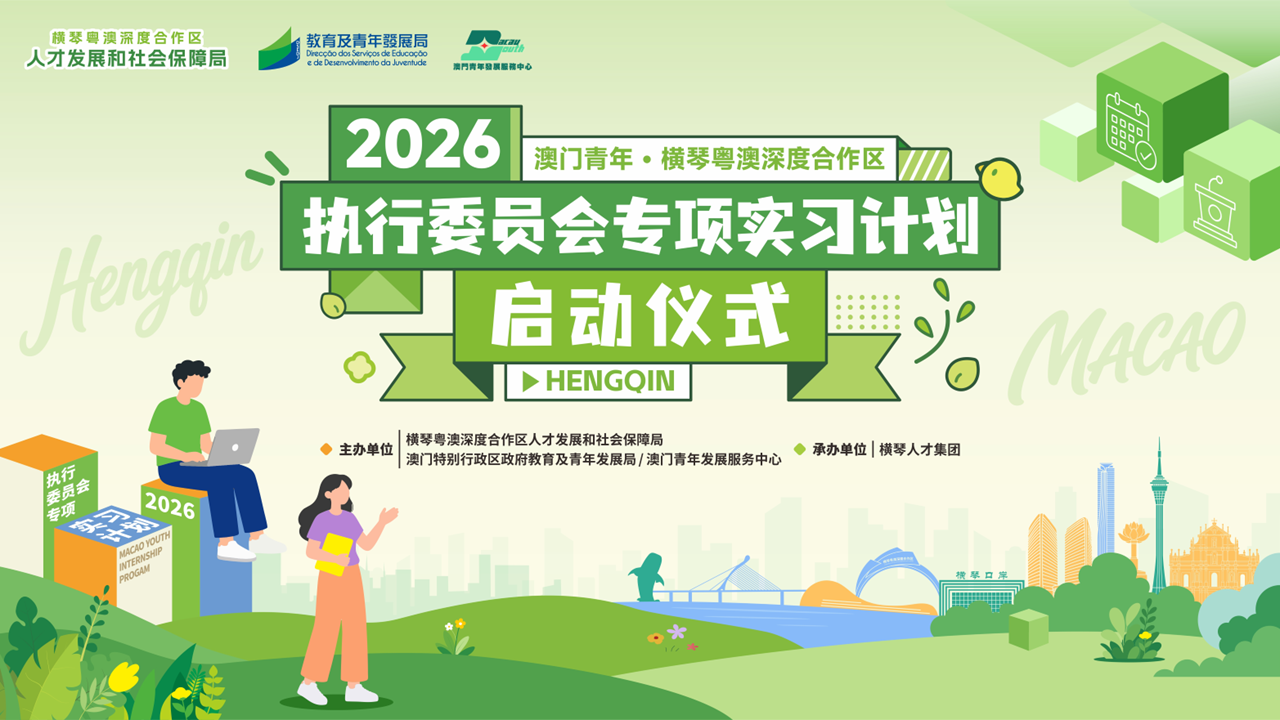 横琴粤澳深度合作区
人才发展和社会保障局
教育及青年發展局
Direcção dos Serviços de Educação
e de Desenvolvimento da Juventude
Macao Youth
澳門青年發展服務中心
2026
澳门青年·横琴粤澳深度合作区
执行委员会专项实习计划
启动仪式
HENGQIN
Hengqin
MACAO
主办单位
横琴粤澳深度合作区人才发展和社会保障局
澳门特别行政区政府教育及青年发展局/澳门青年发展服务中心
承办单位
横琴人才集团
执行
委员会
专项
实习
计划
2026
MACAO YOUTH
INTERNSHIP
PROGAM
横琴口岸